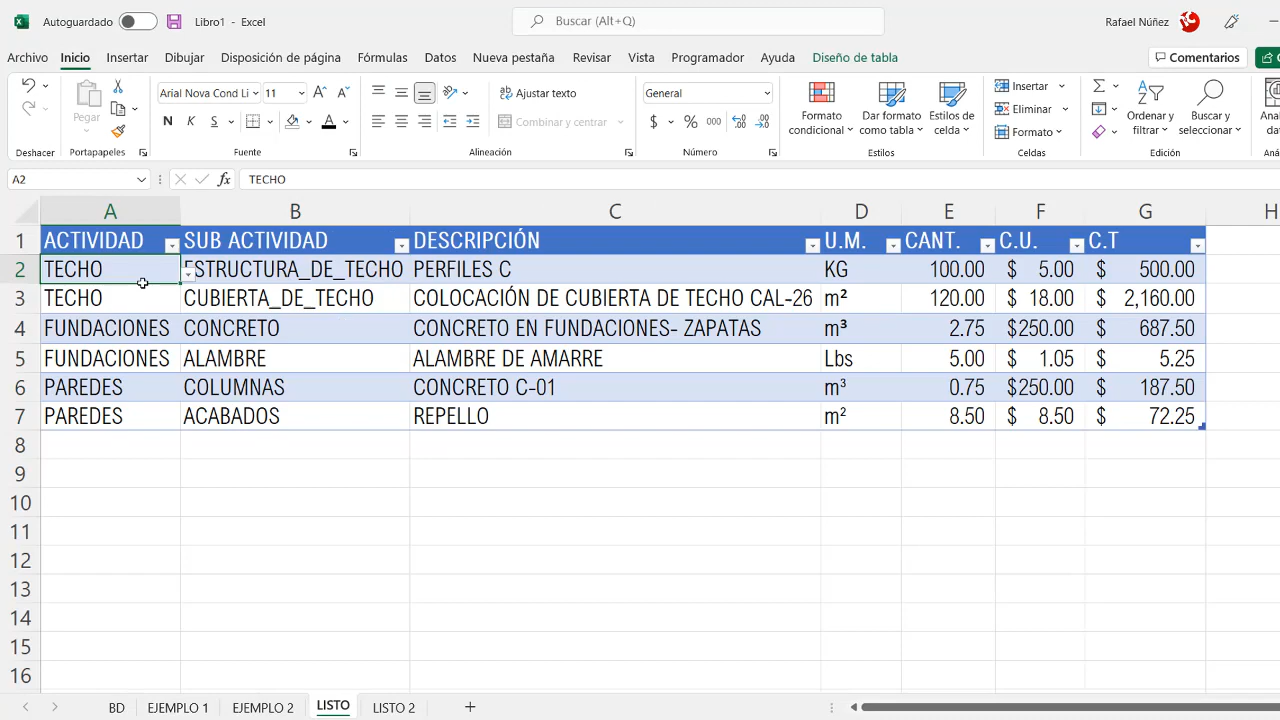 Autoguardado Libro1 - Excel Buscar (Alt+Q) Rafael Núñez
Archivo Inicio Insertar Dibujar Disposición de página Fórmulas Datos Nueva pestaña Revisar Vista Programador Ayuda Diseño de tabla Comentarios
Arial Nova Cond Li 11 Ajustar texto General Insertar
Pegar Formato condicional Dar formato como tabla Estilos de celda Eliminar Ordenar y filtrar Buscar y seleccionar
N K S A Combinar y centrar $ % 000 Formato
Deshacer Portapapeles Fuente Alineación Número Estilos Celdas Edición
A2 fx TECHO
A B C D E F G H
1 ACTIVIDAD SUB ACTIVIDAD DESCRIPCIÓN U.M. CANT. C.U. C.T
2 TECHO ESTRUCTURA_DE_TECHO PERFILES C KG 100.00 $ 5.00 $ 500.00
3 TECHO CUBIERTA_DE_TECHO COLOCACIÓN DE CUBIERTA DE TECHO CAL-26 m² 120.00 $ 18.00 $ 2,160.00
4 FUNDACIONES CONCRETO CONCRETO EN FUNDACIONES- ZAPATAS m³ 2.75 $250.00 $ 687.50
5 FUNDACIONES ALAMBRE ALAMBRE DE AMARRE Lbs 5.00 $ 1.05 $ 5.25
6 PAREDES COLUMNAS CONCRETO C-01 m³ 0.75 $250.00 $ 187.50
7 PAREDES ACABADOS REPELLO m² 8.50 $ 8.50 $ 72.25
8
9
10
11
12
13
14
15
16
BD EJEMPLO 1 EJEMPLO 2 LISTO LISTO 2